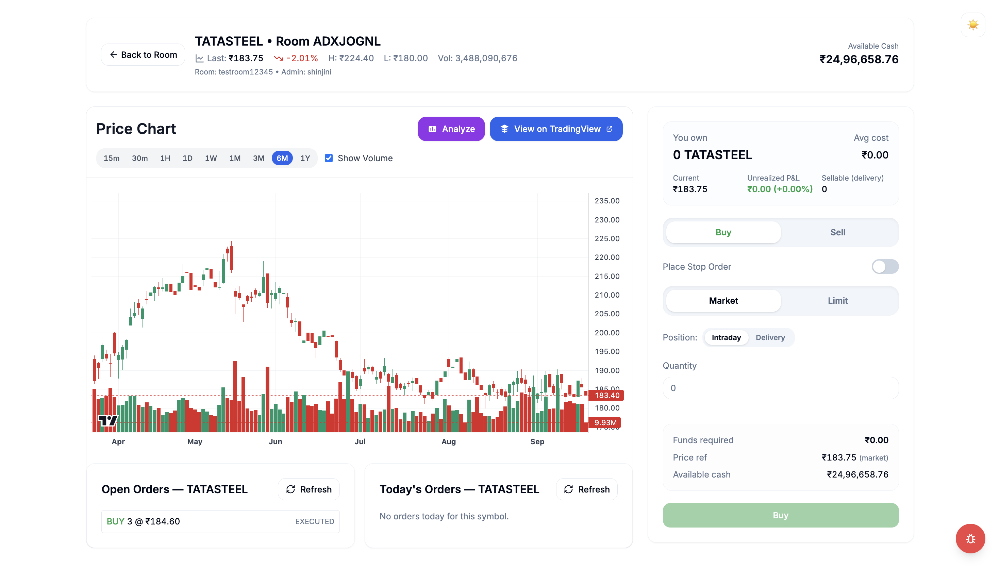 TATASTEEL • Room ADXJOGNL
Back to Room
Last: ₹183.75 -2.01% H: ₹224.40 L: ₹180.00 Vol: 3,488,090,676
Room: testroom12345 • Admin: shinjini
Available Cash
₹24,96,658.76
Price Chart
Analyze
View on TradingView
15m 30m 1H 1D 1W 1M 3M 6M 1Y
Show Volume
235.00
230.00
225.00
220.00
215.00
210.00
205.00
200.00
195.00
190.00
185.00
183.40
180.00
9.93M
Apr May Jun Jul Aug Sep
Open Orders — TATASTEEL
Refresh
BUY 3 @ ₹184.60
EXECUTED
Today's Orders — TATASTEEL
Refresh
No orders today for this symbol.
You own
Avg cost
0 TATASTEEL
₹0.00
Current
Unrealized P&L
Sellable (delivery)
₹183.75
₹0.00 (+0.00%)
0
Buy
Sell
Place Stop Order
Market
Limit
Position:
Intraday
Delivery
Quantity
0
Funds required
₹0.00
Price ref
₹183.75 (market)
Available cash
₹24,96,658.76
Buy